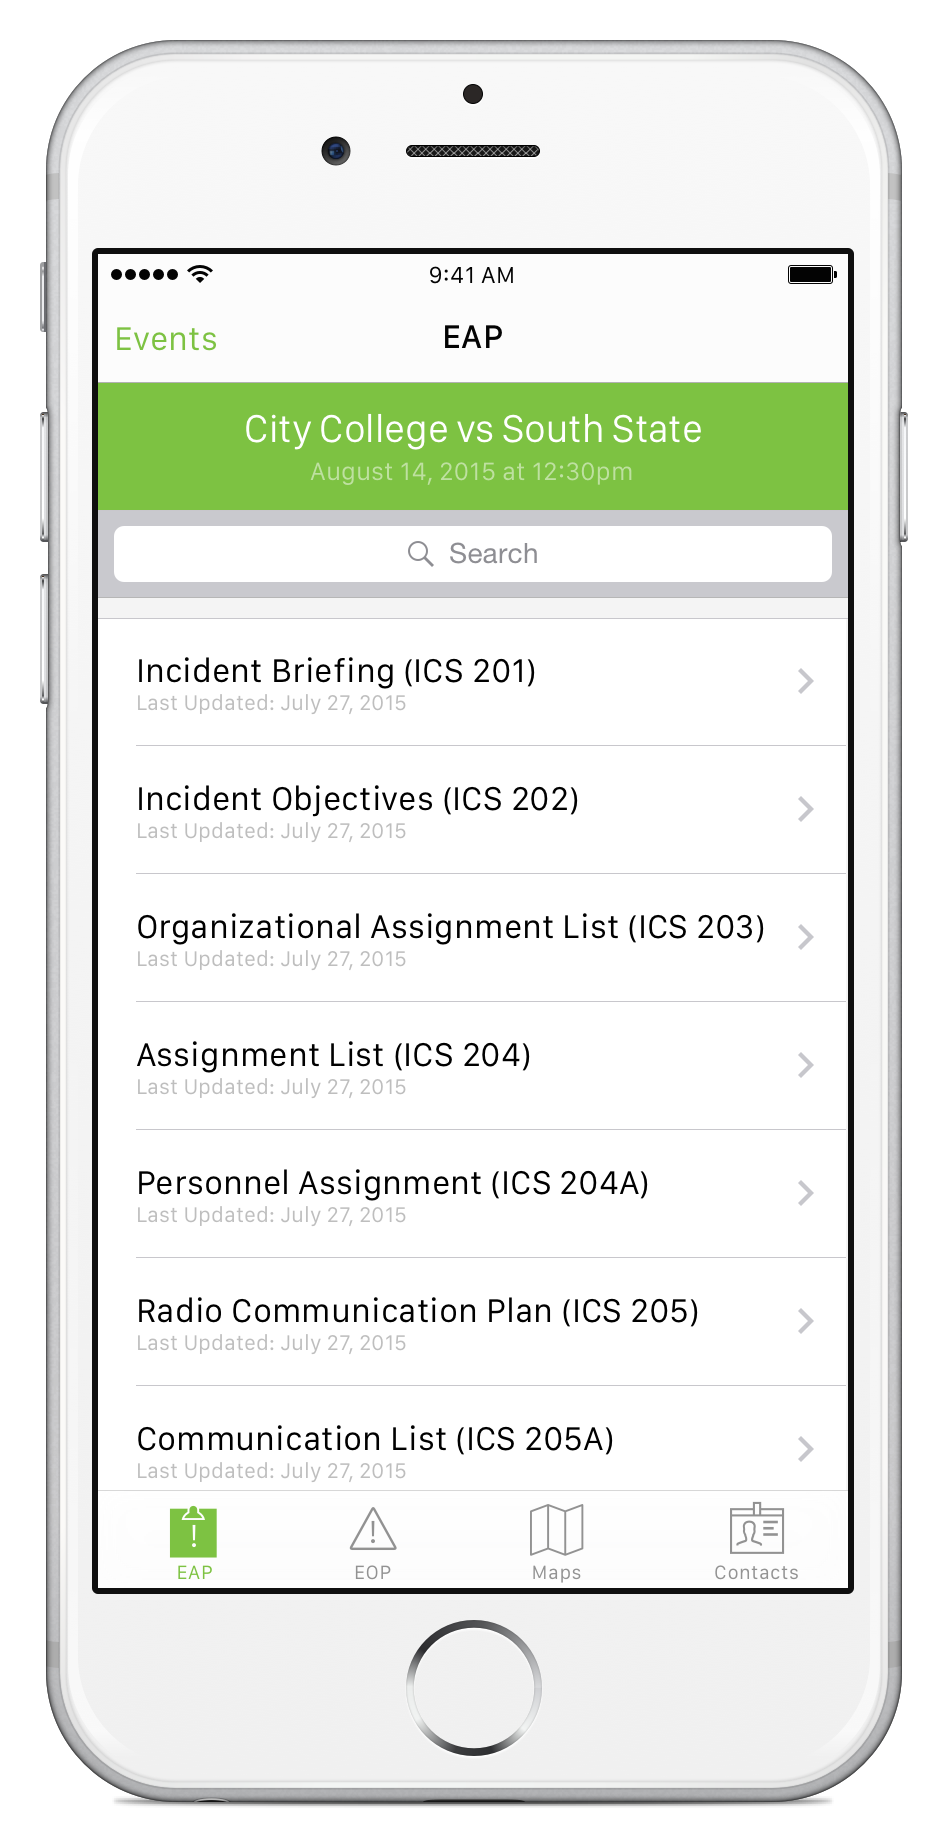 9:41 AM
Events
EAP
City College vs South State
August 14, 2015 at 12:30pm
Search
Incident Briefing (ICS 201)
Last Updated: July 27, 2015
Incident Objectives (ICS 202)
Last Updated: July 27, 2015
Organizational Assignment List (ICS 203)
Last Updated: July 27, 2015
Assignment List (ICS 204)
Last Updated: July 27, 2015
Personnel Assignment (ICS 204A)
Last Updated: July 27, 2015
Radio Communication Plan (ICS 205)
Last Updated: July 27, 2015
Communication List (ICS 205A)
Last Updated: July 27, 2015
EAP
EOP
Maps
Contacts